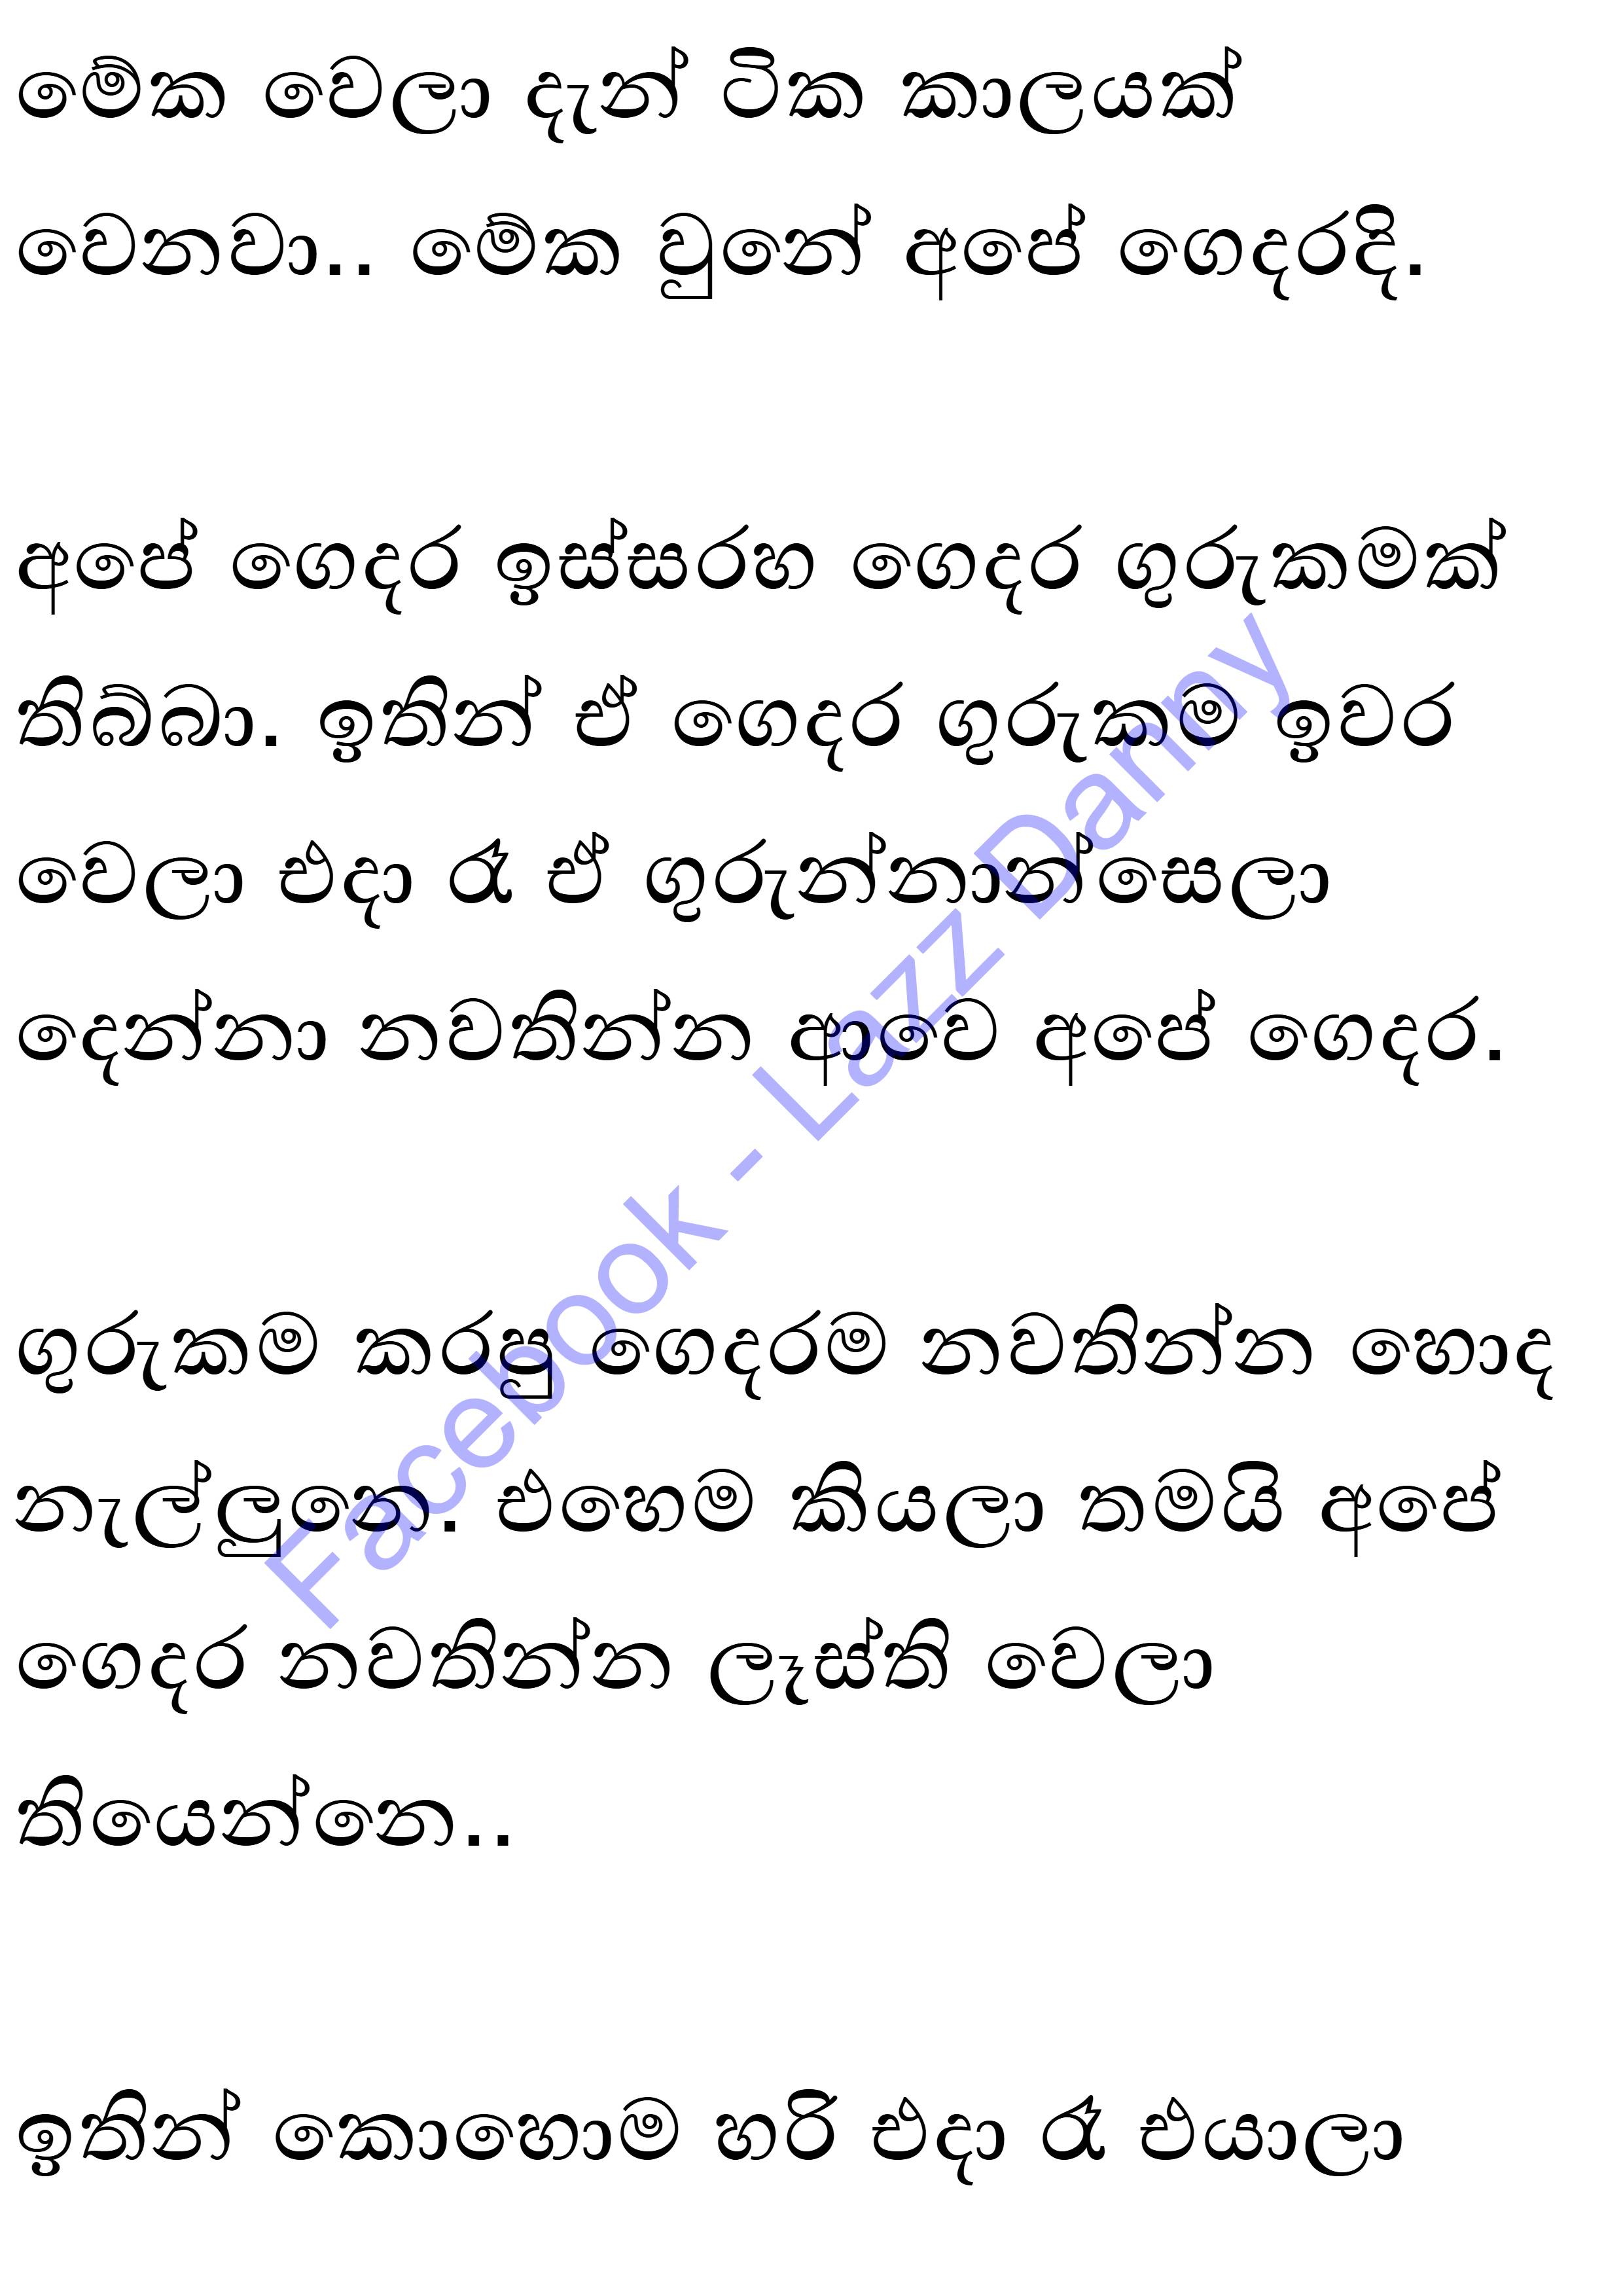 මේක වෙලා දැන් ටික කාලයක්
වෙනවා.. මේක වුනේ අපේ ගෙදරදි.
අපේ ගෙදර ඉස්සරහ ගෙදර ගුරුකමක්
තිබ්බා. ඉතින් ඒ ගෙදර ගුරුකම ඉවර
වෙලා එදා රෑ ඒ ගුරුන්නාන්සෙලා
දෙන්නා නවතින්න ආවෙ අපේ ගෙදර.
ගුරුකම කරපු ගෙදරම නවතින්න හොද
නැල්ලුනෙ. එහෙම කියලා තමයි අපේ
ගෙදර නවතින්න ලෑස්ති වෙලා
තියෙන්නෙ..
ඉතින් කොහොම හරි එදා රෑ එයාලා
Facebook - Lazz Danny